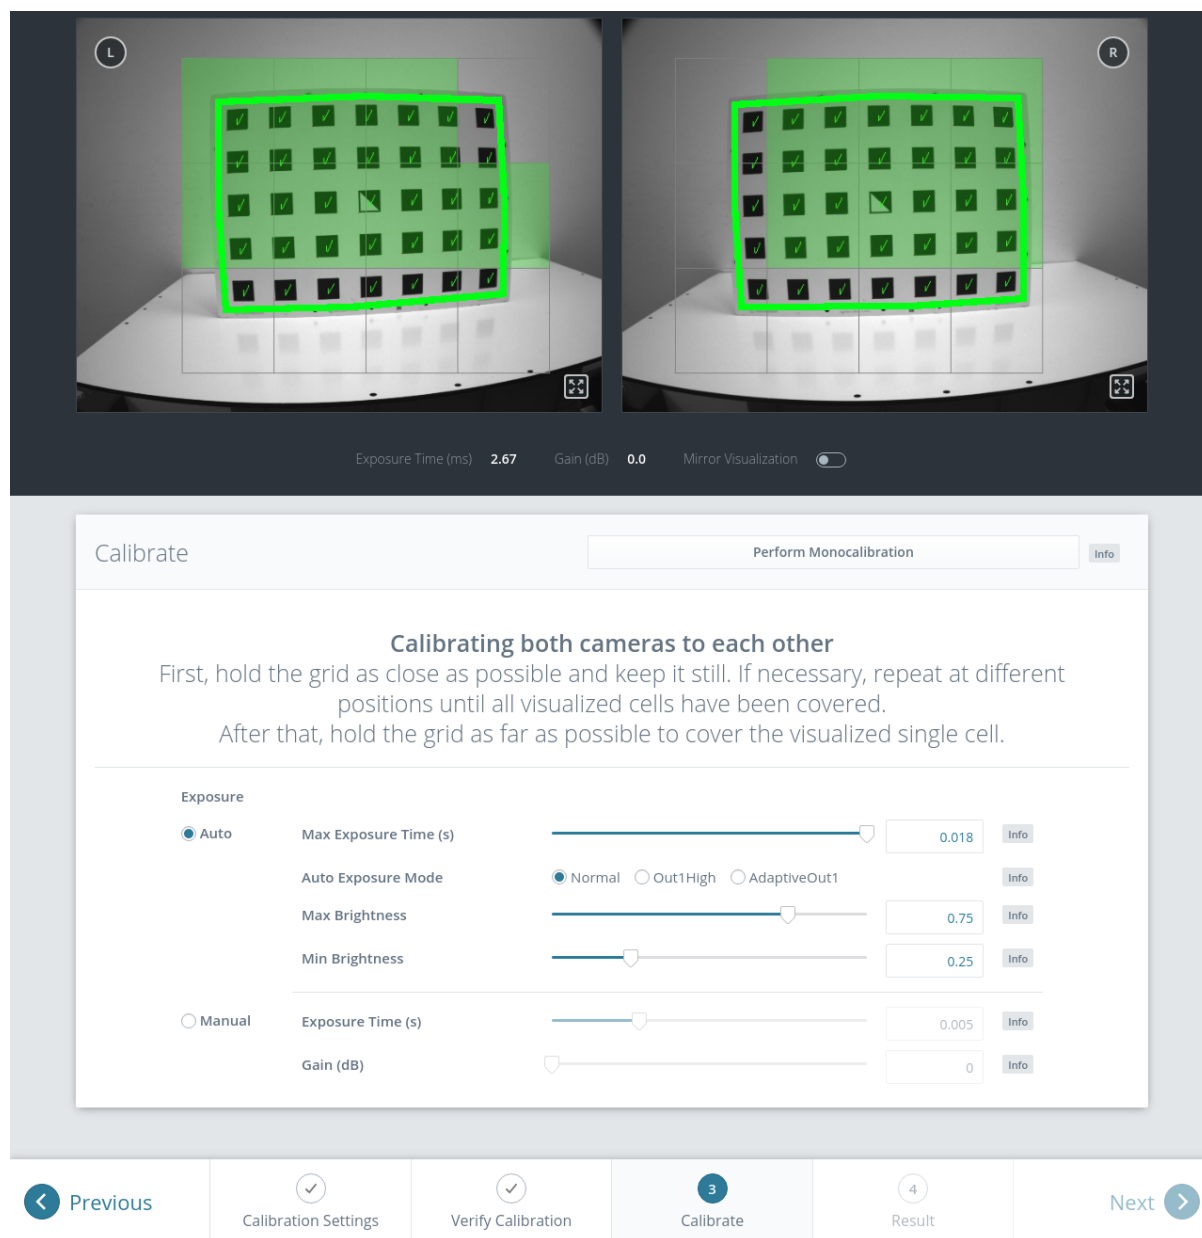 L
R
Exposure Time (ms) 2.67 Gain (dB) 0.0 Mirror Visualization
Calibrate
Perform Monocalibration
Info
Calibrating both cameras to each other
First, hold the grid as close as possible and keep it still. If necessary, repeat at different
positions until all visualized cells have been covered.
After that, hold the grid as far as possible to cover the visualized single cell.
Exposure
Auto
Max Exposure Time (s) 0.018 Info
Auto Exposure Mode Normal Out1High AdaptiveOut1 Info
Max Brightness 0.75 Info
Min Brightness 0.25 Info
Manual
Exposure Time (s) 0.005 Info
Gain (dB) 0 Info
Previous
Calibration Settings
Verify Calibration
3
Calibrate
4
Result
Next